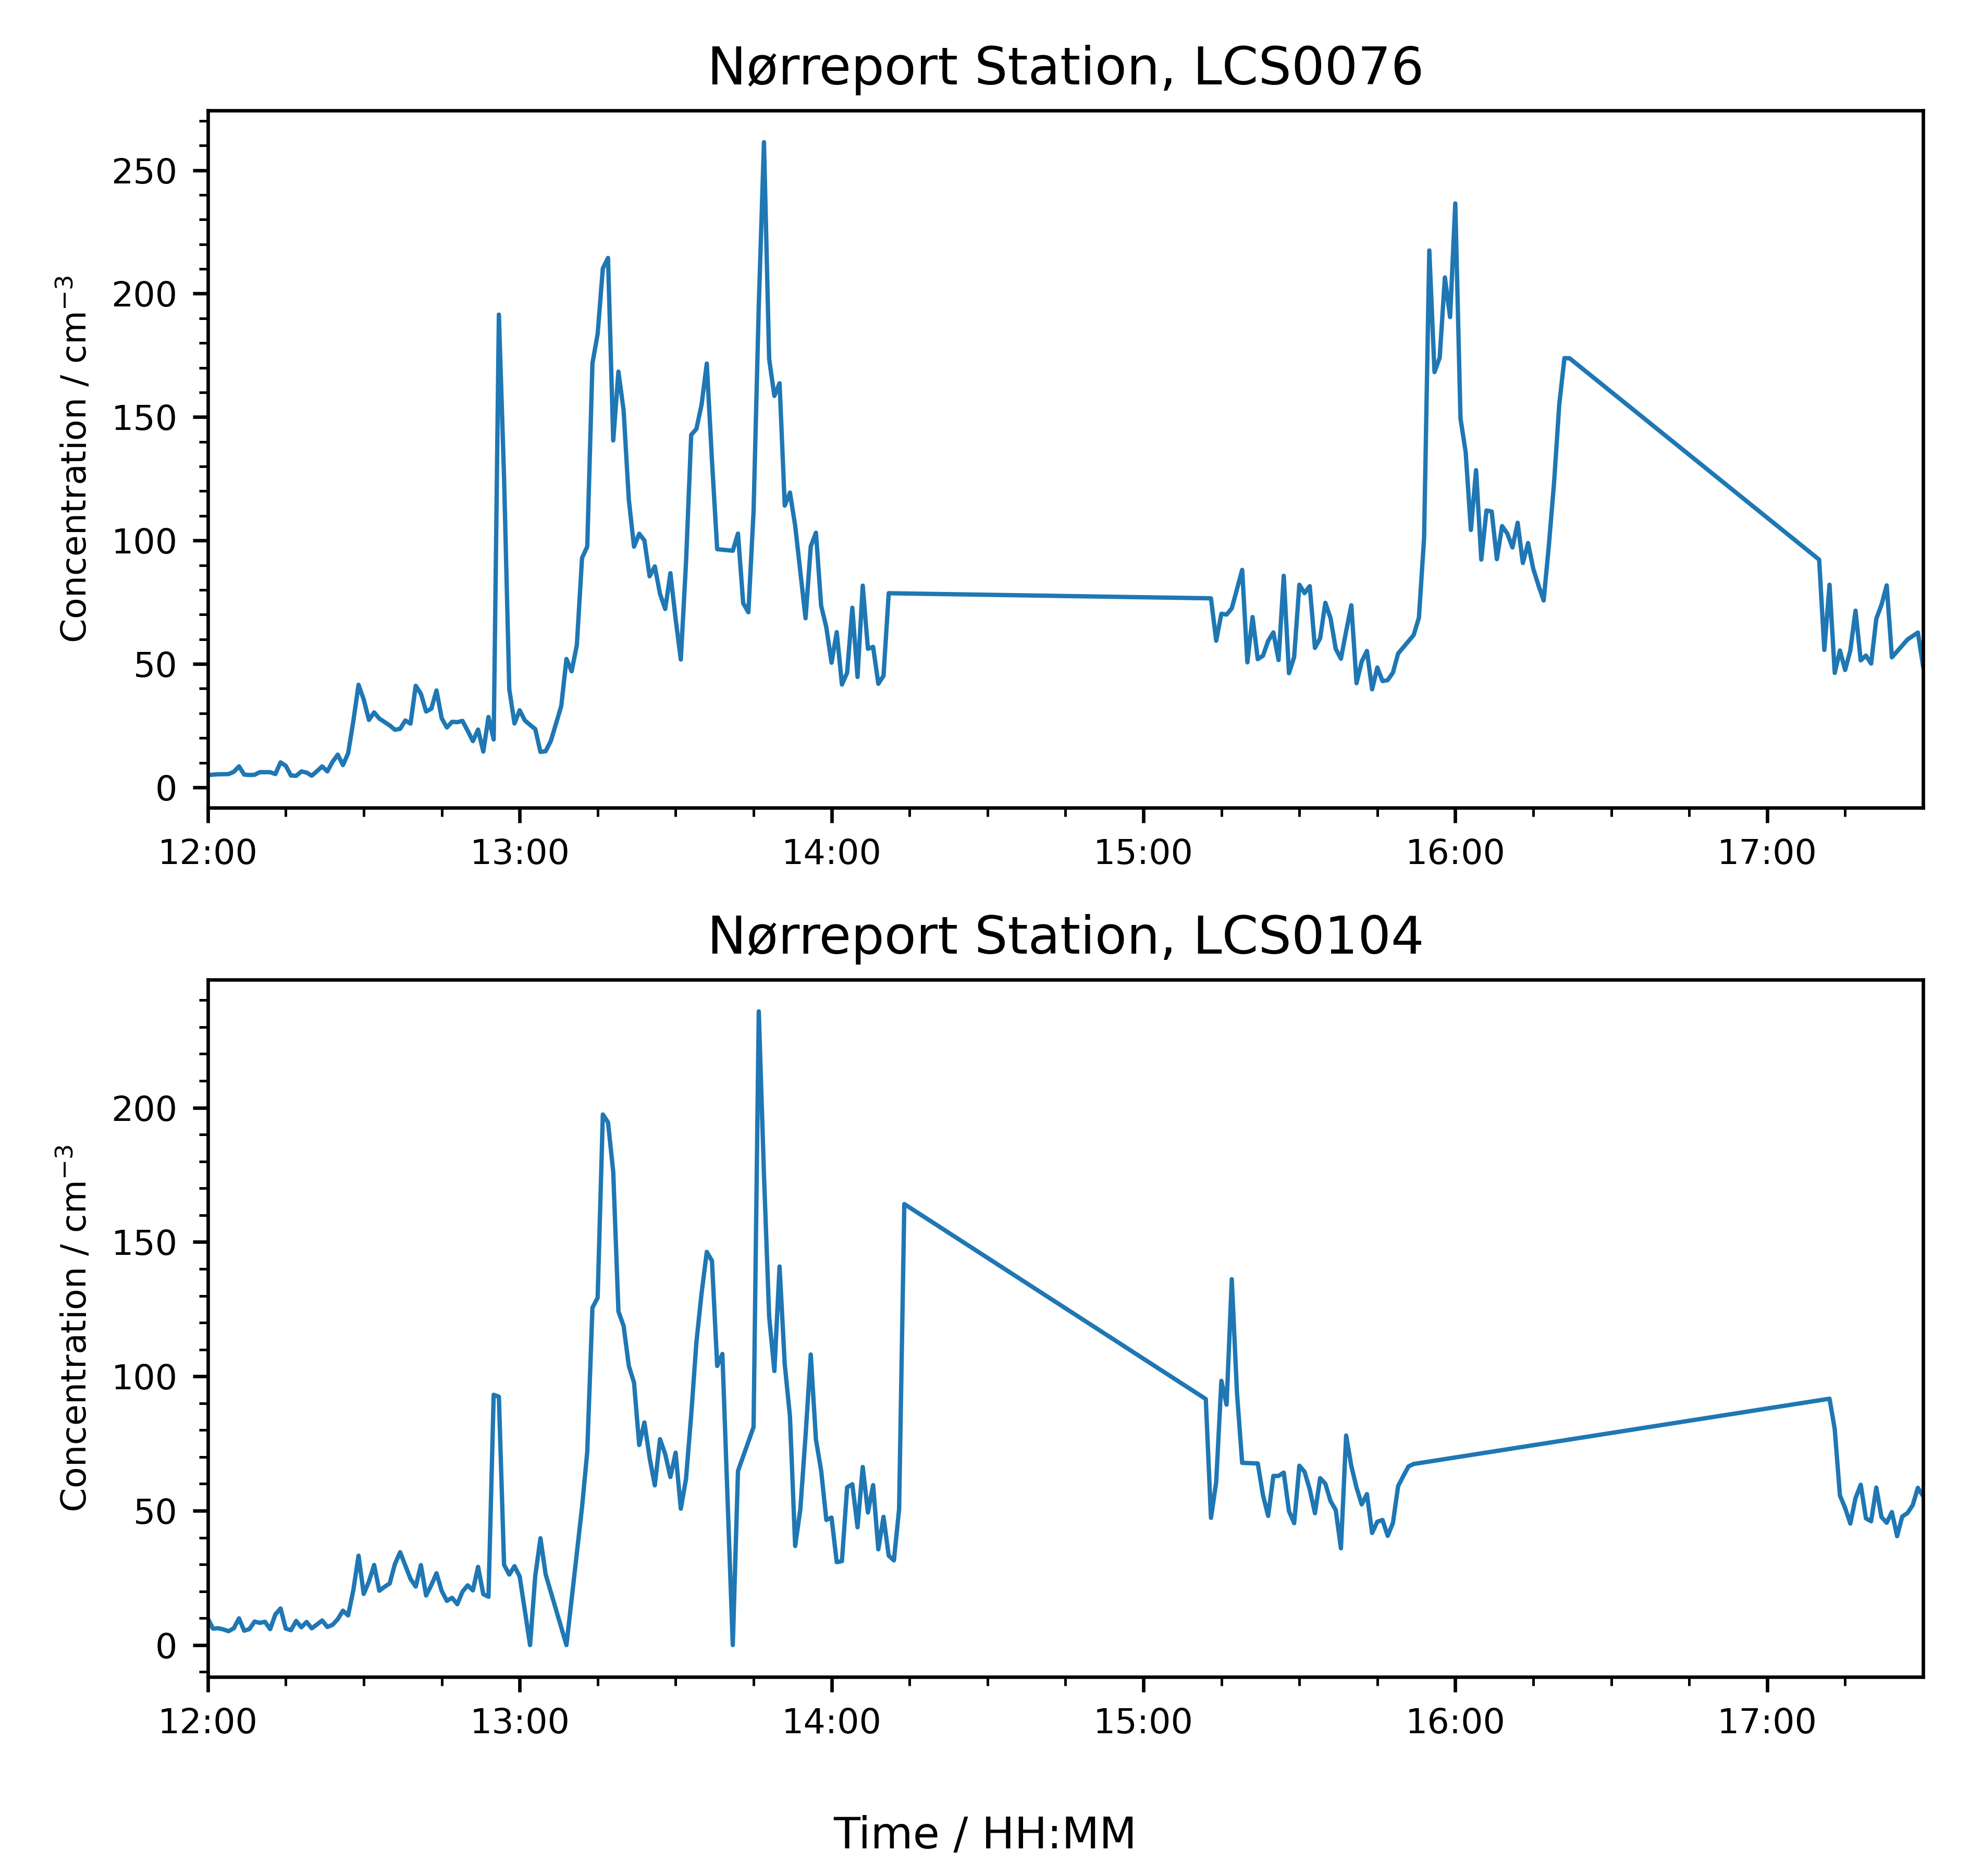 Nørreport Station, LCS0076
Concentration / cm⁻³
250
200
150
100
50
0
12:00 13:00 14:00 15:00 16:00 17:00
Nørreport Station, LCS0104
Concentration / cm⁻³
200
150
100
50
0
12:00 13:00 14:00 15:00 16:00 17:00
Time / HH:MM